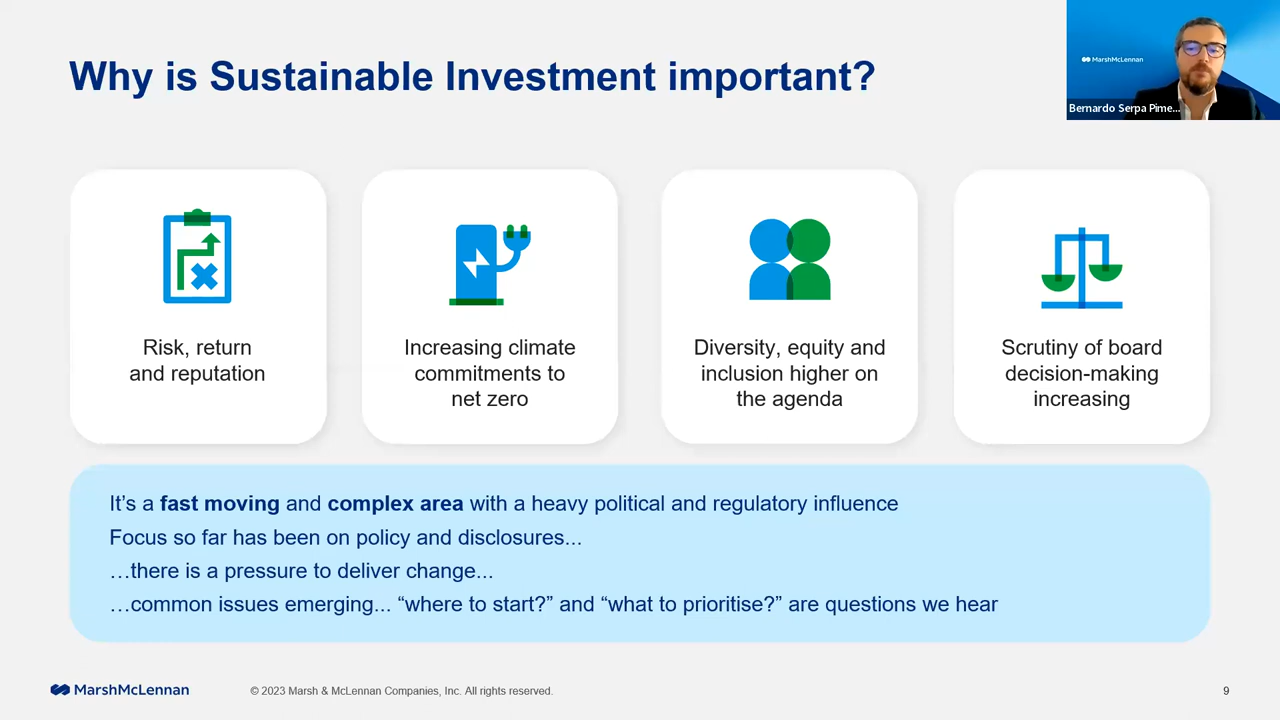 Why is Sustainable Investment important?
MarshMcLennan
Bernardo Serpa Pime...
Risk, return
and reputation
Increasing climate
commitments to
net zero
Diversity, equity and
inclusion higher on
the agenda
Scrutiny of board
decision-making
increasing
It’s a fast moving and complex area with a heavy political and regulatory influence
Focus so far has been on policy and disclosures...
…there is a pressure to deliver change...
…common issues emerging... “where to start?” and “what to prioritise?” are questions we hear
MarshMcLennan
© 2023 Marsh & McLennan Companies, Inc. All rights reserved.
9